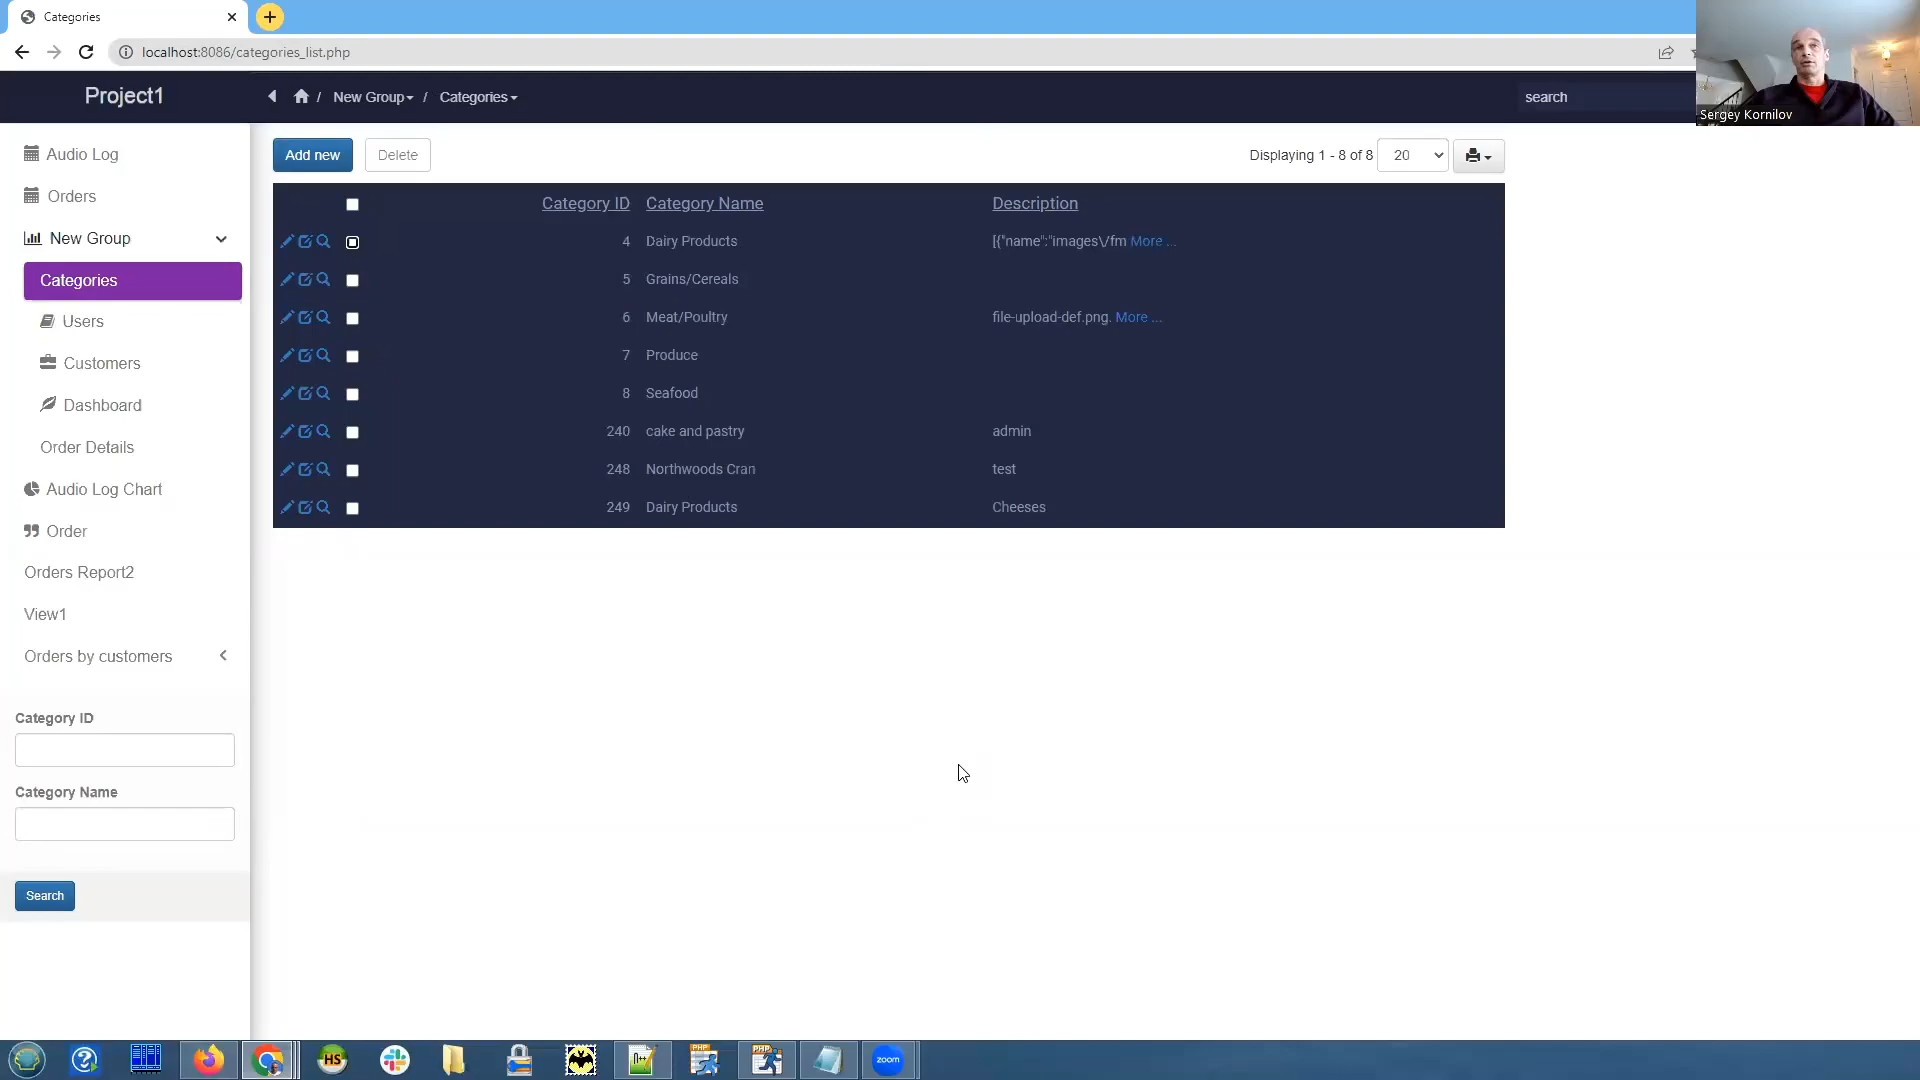 Categories
localhost:8086/categories_list.php
Project1
/ New Group / Categories
search
Sergey Kornilov
Audio Log
Orders
New Group
Categories
Users
Customers
Dashboard
Order Details
Audio Log Chart
Order
Orders Report2
View1
Orders by customers
Category ID
Category Name
Search
Add new
Delete
Displaying 1 - 8 of 8 20
Category ID Category Name Description
4 Dairy Products [{"name":"images\/fm More ...
5 Grains/Cereals
6 Meat/Poultry file-upload-def.png. More ...
7 Produce
8 Seafood
240 cake and pastry admin
248 Northwoods Cran test
249 Dairy Products Cheeses
HS
n++
PHP
PHP
zoom